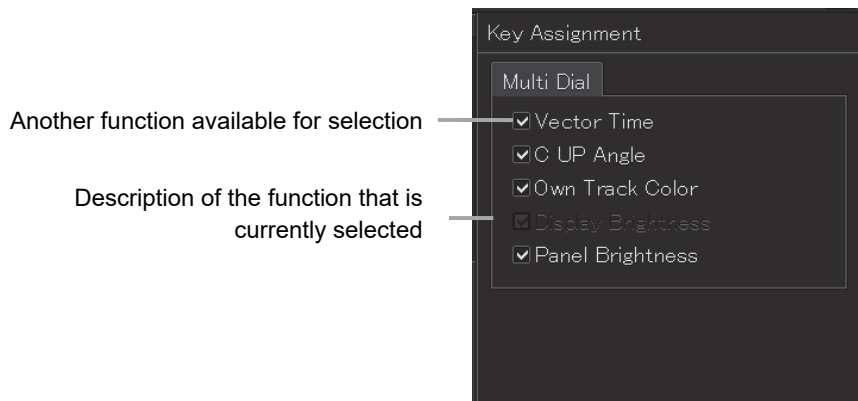 Key Assignment
Multi Dial
Another function available for selection
Vector Time
C UP Angle
Own Track Color
Description of the function that is
currently selected
Display Brightness
Panel Brightness